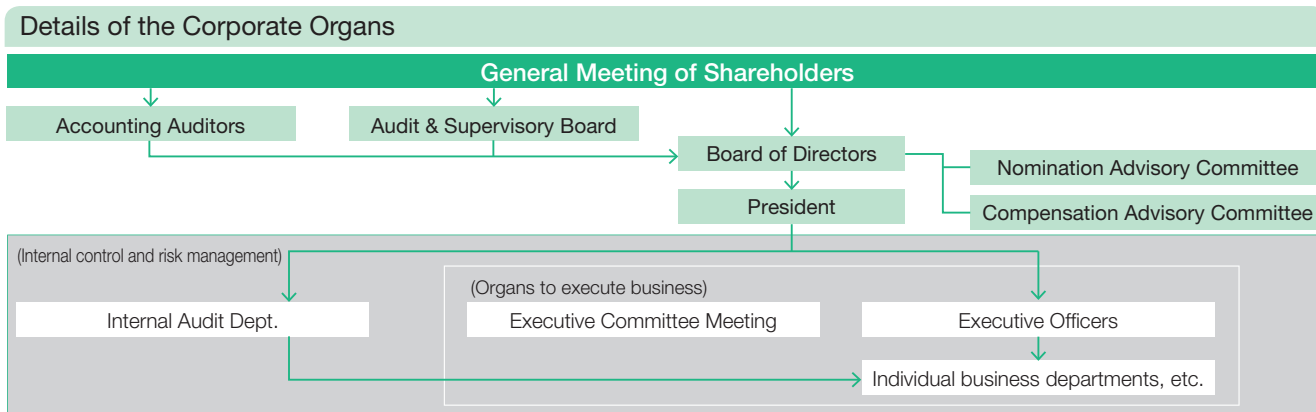 Details of the Corporate Organs
General Meeting of Shareholders
Accounting Auditors
Audit & Supervisory Board
Board of Directors
Nomination Advisory Committee
President
Compensation Advisory Committee
(Internal control and risk management)
(Organs to execute business)
Internal Audit Dept.
Executive Committee Meeting
Executive Officers
Individual business departments, etc.